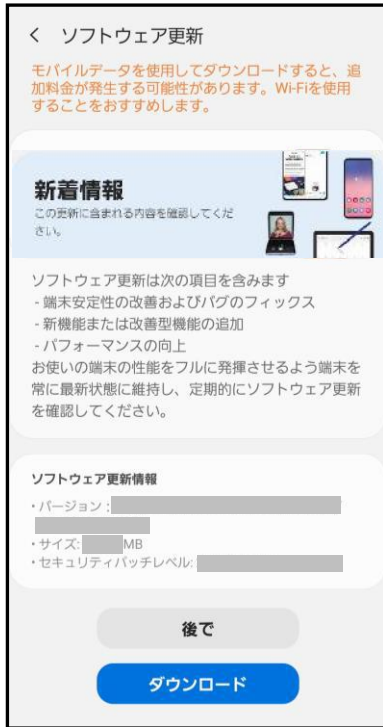 < ソフトウェア更新
モバイルデータを使用してダウンロードすると、追
加料金が発生する可能性があります。Wi-Fiを使用
することをおすすめします。
新着情報
この更新に含まれる内容を確認してくだ
さい。
ソフトウェア更新は次の項目を含みます
- 端末安定性の改善およびバグのフィックス
- 新機能または改善型機能の追加
- パフォーマンスの向上
お使いの端末の性能をフルに発揮させるよう端末を
常に最新状態に維持し、定期的にソフトウェア更新
を確認してください。
ソフトウェア更新情報
・バージョン :
・サイズ: MB
・セキュリティパッチレベル:
後で
ダウンロード